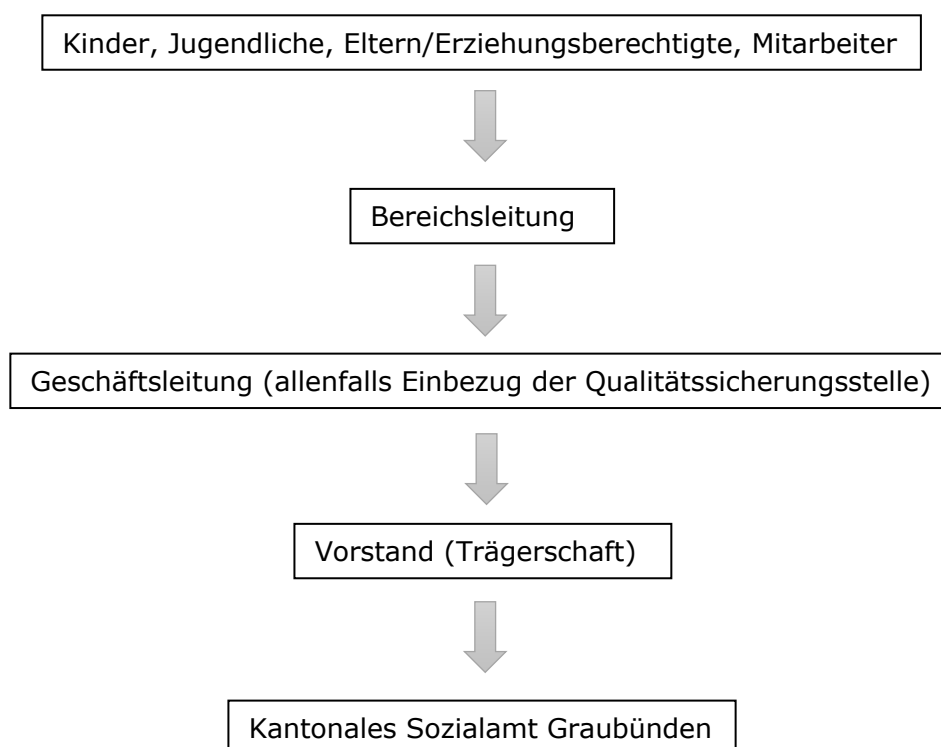 Kinder, Jugendliche, Eltern/Erziehungsberechtigte, Mitarbeiter
Bereichsleitung
Geschäftsleitung (allenfalls Einbezug der Qualitätssicherungsstelle)
Vorstand (Trägerschaft)
Kantonales Sozialamt Graubünden